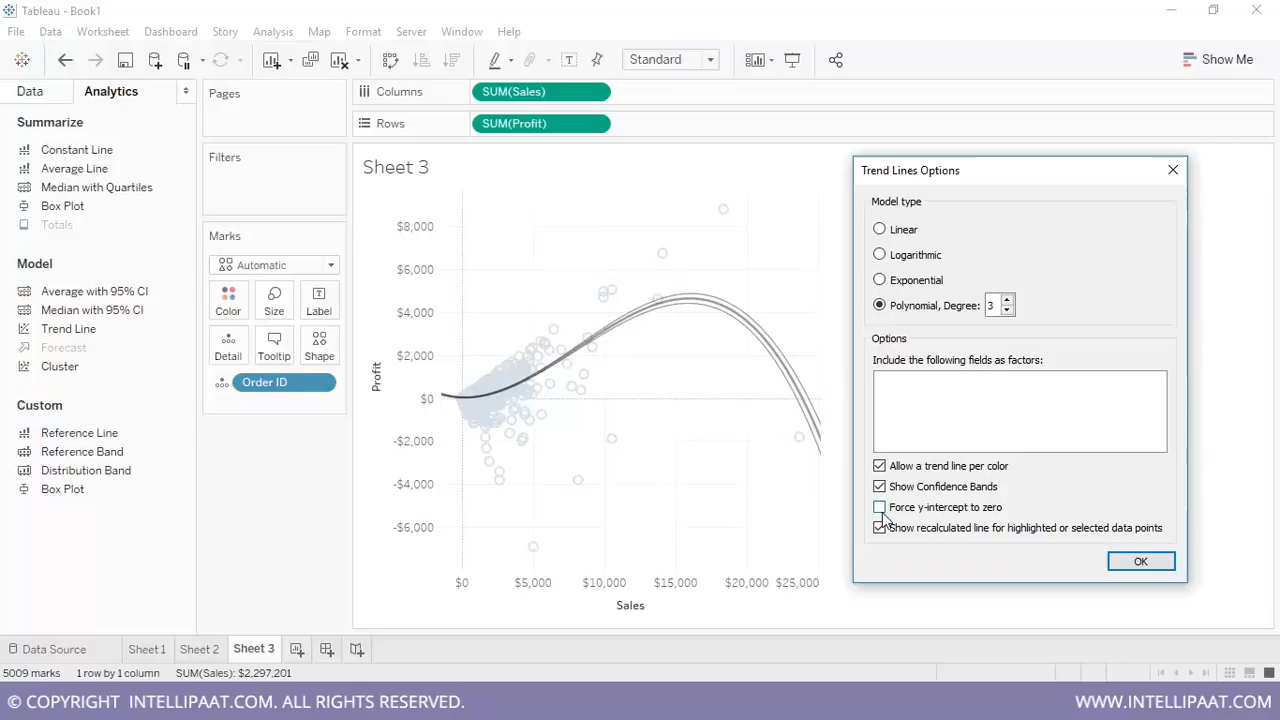 Tableau - Book1
File Data Worksheet Dashboard Story Analysis Map Format Server Window Help
Standard
Show Me
Data Analytics
Summarize
Constant Line
Average Line
Median with Quartiles
Box Plot
Totals
Model
Average with 95% CI
Median with 95% CI
Trend Line
Forecast
Cluster
Custom
Reference Line
Reference Band
Distribution Band
Box Plot
Pages
Filters
Marks
Automatic
Color Size Label
Detail Tooltip Shape
Order ID
Columns SUM(Sales)
Rows SUM(Profit)
Sheet 3
$8,000
$6,000
$4,000
$2,000
$0
-$2,000
-$4,000
-$6,000
Profit
$0 $5,000 $10,000 $15,000 $20,000 $25,000
Sales
Trend Lines Options
Model type
Linear
Logarithmic
Exponential
Polynomial, Degree: 3
Options
Include the following fields as factors:
Allow a trend line per color
Show Confidence Bands
Force y-intercept to zero
Show recalculated line for highlighted or selected data points
OK
Data Source Sheet 1 Sheet 2 Sheet 3
5009 marks 1 row by 1 column SUM(Sales): $2,297,201
© COPYRIGHT INTELLIPAAT.COM. ALL RIGHTS RESERVED. WWW.INTELLIPAAT.COM